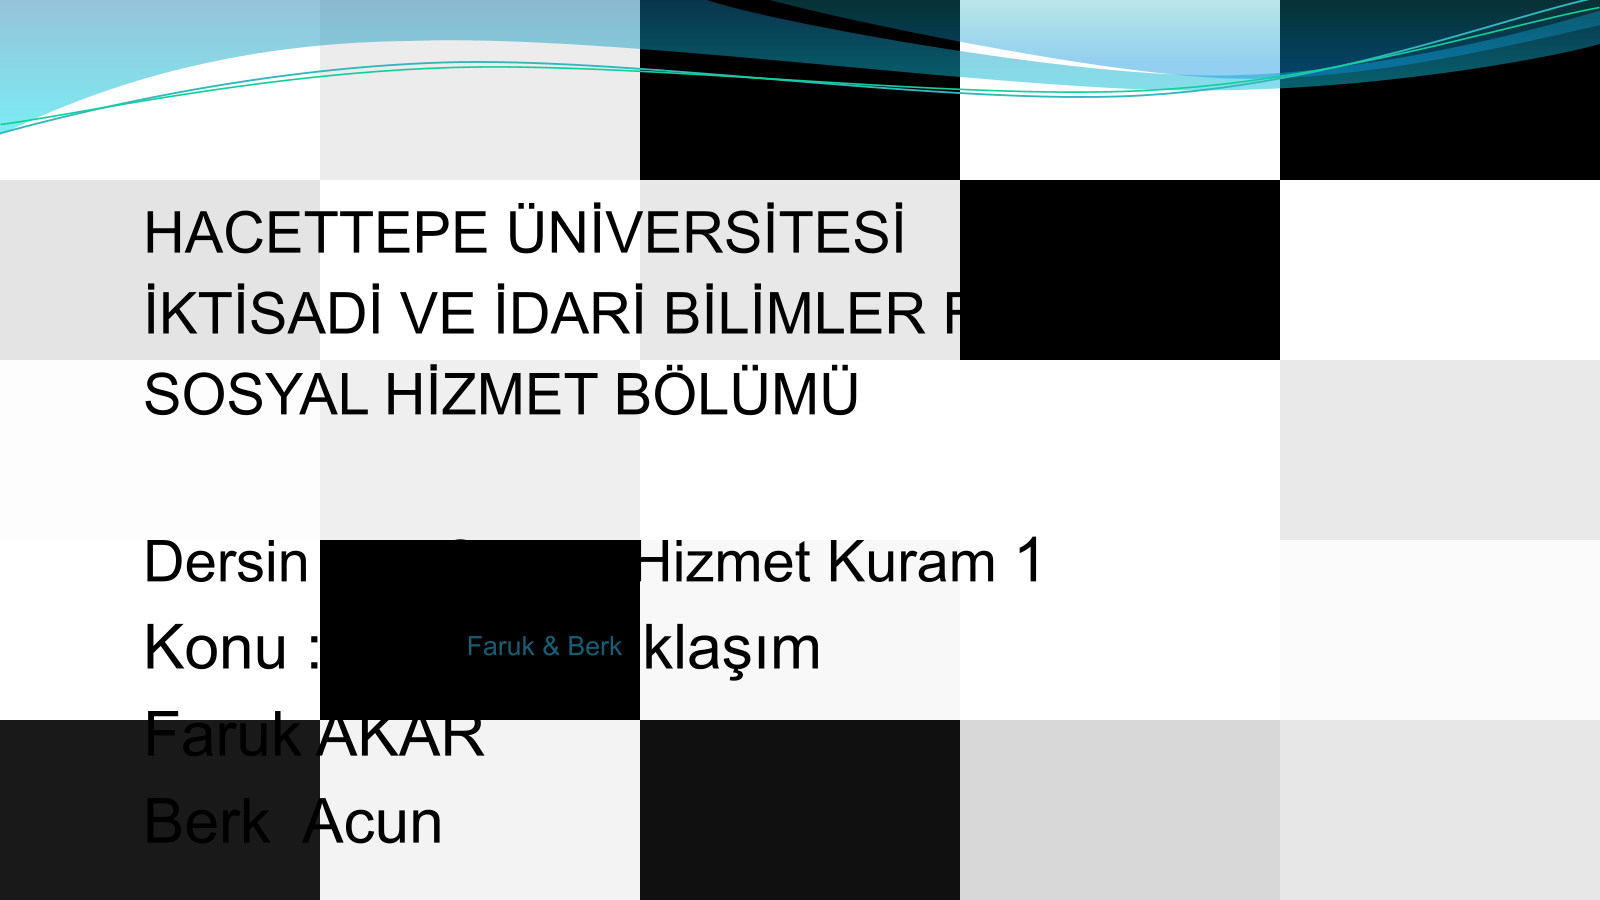 HACETTEPE ÜNİVERSİTESİ
İKTİSADİ VE İDARİ BİLİMLER
SOSYAL HİZMET BÖLÜMÜ
Dersin Hizmet Kuram 1
Konu :
Faruk & Berk
Faruk AKAR
Berk Acun